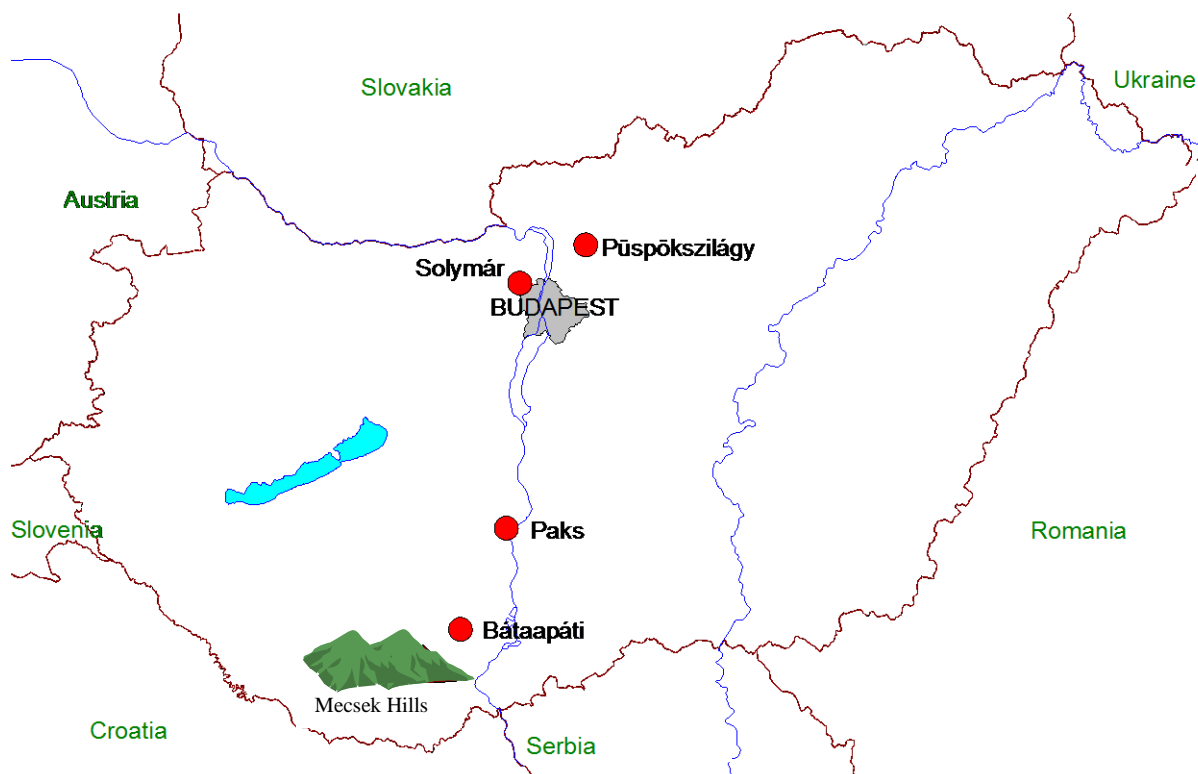 Slovakia
Ukraine
Austria
Püspökszilágy
Solymár
BUDAPEST
Slovenia
Paks
Romania
Bátaapáti
Mecsek Hills
Croatia
Serbia